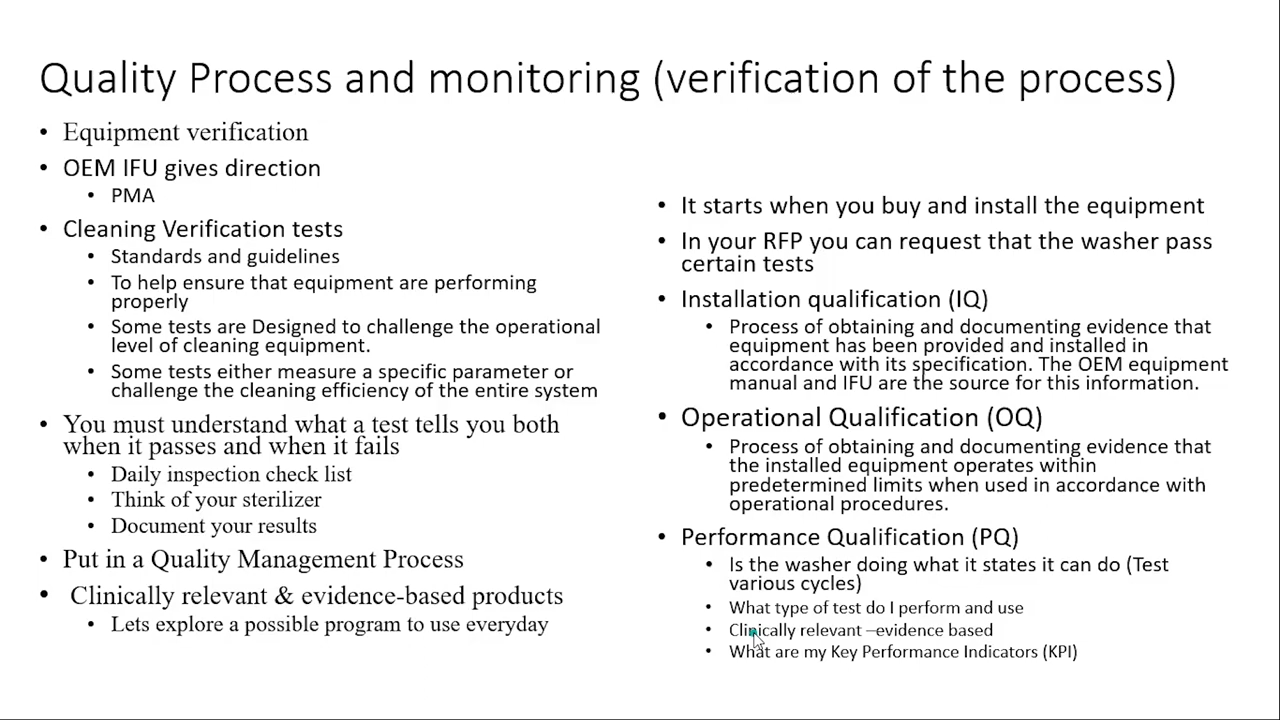 Quality Process and monitoring (verification of the process)
• Equipment verification
• OEM IFU gives direction
• PMA
• Cleaning Verification tests
• Standards and guidelines
• To help ensure that equipment are performing
properly
• Some tests are Designed to challenge the operational
level of cleaning equipment.
• Some tests either measure a specific parameter or
challenge the cleaning efficiency of the entire system
• You must understand what a test tells you both
when it passes and when it fails
• Daily inspection check list
• Think of your sterilizer
• Document your results
• Put in a Quality Management Process
• Clinically relevant & evidence-based products
• Lets explore a possible program to use everyday
• It starts when you buy and install the equipment
• In your RFP you can request that the washer pass
certain tests
• Installation qualification (IQ)
• Process of obtaining and documenting evidence that
equipment has been provided and installed in
accordance with its specification. The OEM equipment
manual and IFU are the source for this information.
• Operational Qualification (OQ)
• Process of obtaining and documenting evidence that
the installed equipment operates within
predetermined limits when used in accordance with
operational procedures.
• Performance Qualification (PQ)
• Is the washer doing what it states it can do (Test
various cycles)
• What type of test do I perform and use
• Clinically relevant –evidence based
• What are my Key Performance Indicators (KPI)